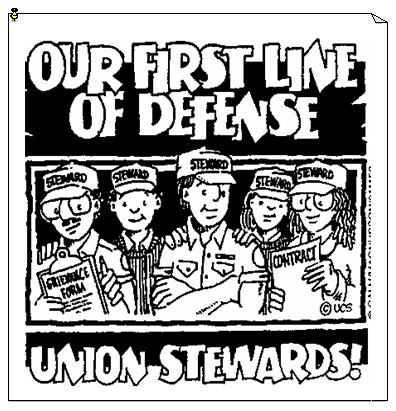 OUR FIRST LINE
OF DEFENSE
STEWARD
STEWARD
STEWARD
STEWARD
STEWARD
GRIEVANCE
FORM
CONTRACT
© UCS
UNION STEWARDS!